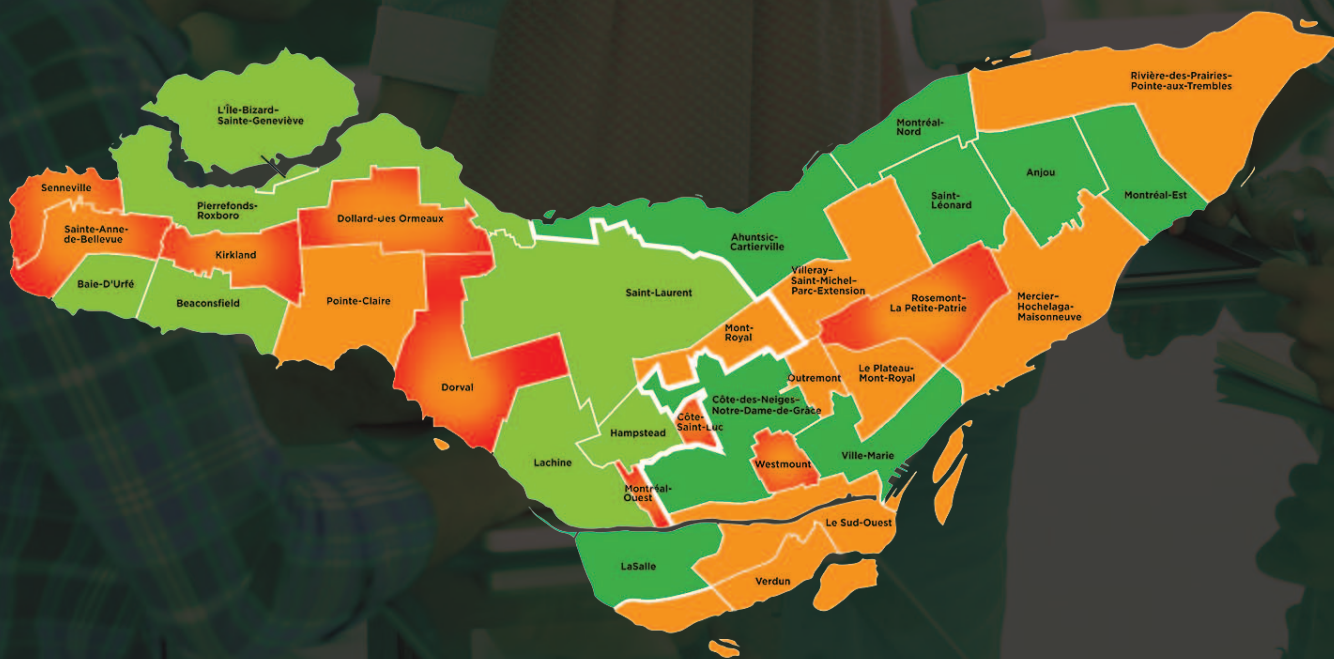 Rivière-des-Prairies–
Pointe-aux-Trembles
L'Île-Bizard–
Sainte-Geneviève
Montréal-
Nord
Anjou
Senneville
Saint-
Léonard
Montréal-Est
Pierrefonds-
Roxboro
Dollard-des Ormeaux
Sainte-Anne-
de-Bellevue
Ahuntsic-
Cartierville
Kirkland
Villeray–
Saint-Michel–
Parc-Extension
Baie-D'Urfé
Saint-Laurent
Beaconsfield
Pointe-Claire
Rosemont–
La Petite-Patrie
Mercier–
Hochelaga-
Maisonneuve
Mont-
Royal
Outremont
Le Plateau-
Mont-Royal
Dorval
Côte-des-Neiges–
Notre-Dame-de-Grâce
Côte-
Saint-Luc
Hampstead
Ville-Marie
Lachine
Westmount
Montréal-
Ouest
Le Sud-Ouest
LaSalle
Verdun